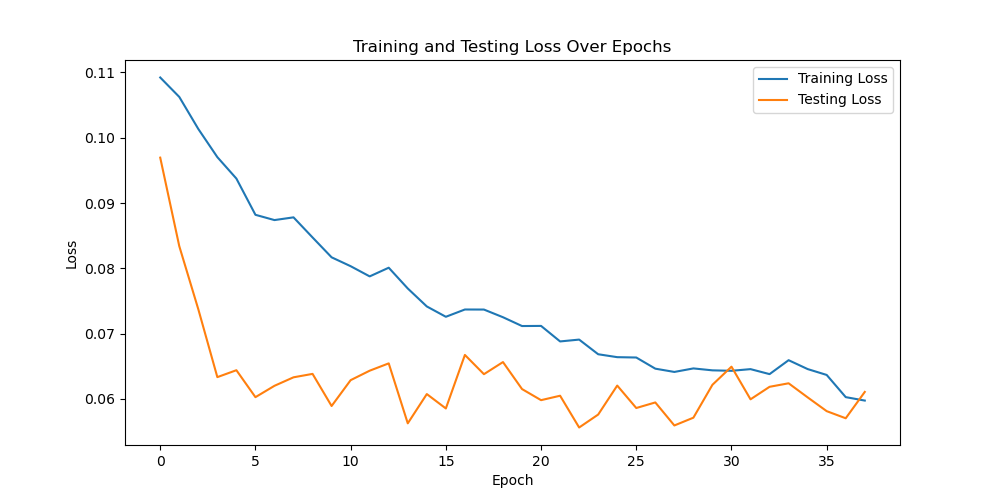 Training and Testing Loss Over Epochs
0.11
0.10
0.09
0.08
0.07
0.06
Loss
Training Loss
Testing Loss
0 5 10 15 20 25 30 35
Epoch